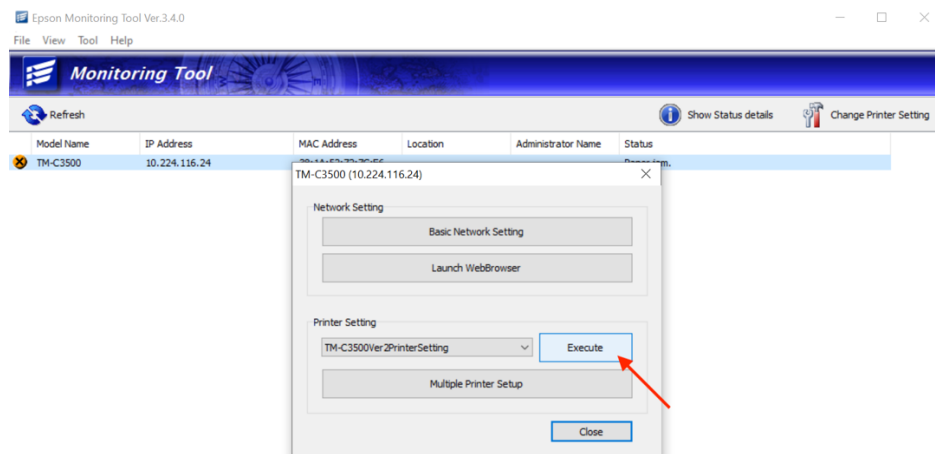 Epson Monitoring Tool Ver.3.4.0
File View Tool Help
Monitoring Tool
Refresh Show Status details Change Printer Setting
Model Name IP Address MAC Address Location Administrator Name Status
TM-C3500 10.224.116.24
TM-C3500 (10.224.116.24)
Network Setting
Basic Network Setting
Launch WebBrowser
Printer Setting
TM-C3500Ver2PrinterSetting Execute
Multiple Printer Setup
Close